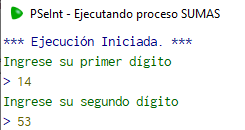 PSeInt - Ejecutando proceso SUMAS
*** Ejecución Iniciada. ***
Ingrese su primer dígito
> 14
Ingrese su segundo dígito
> 53